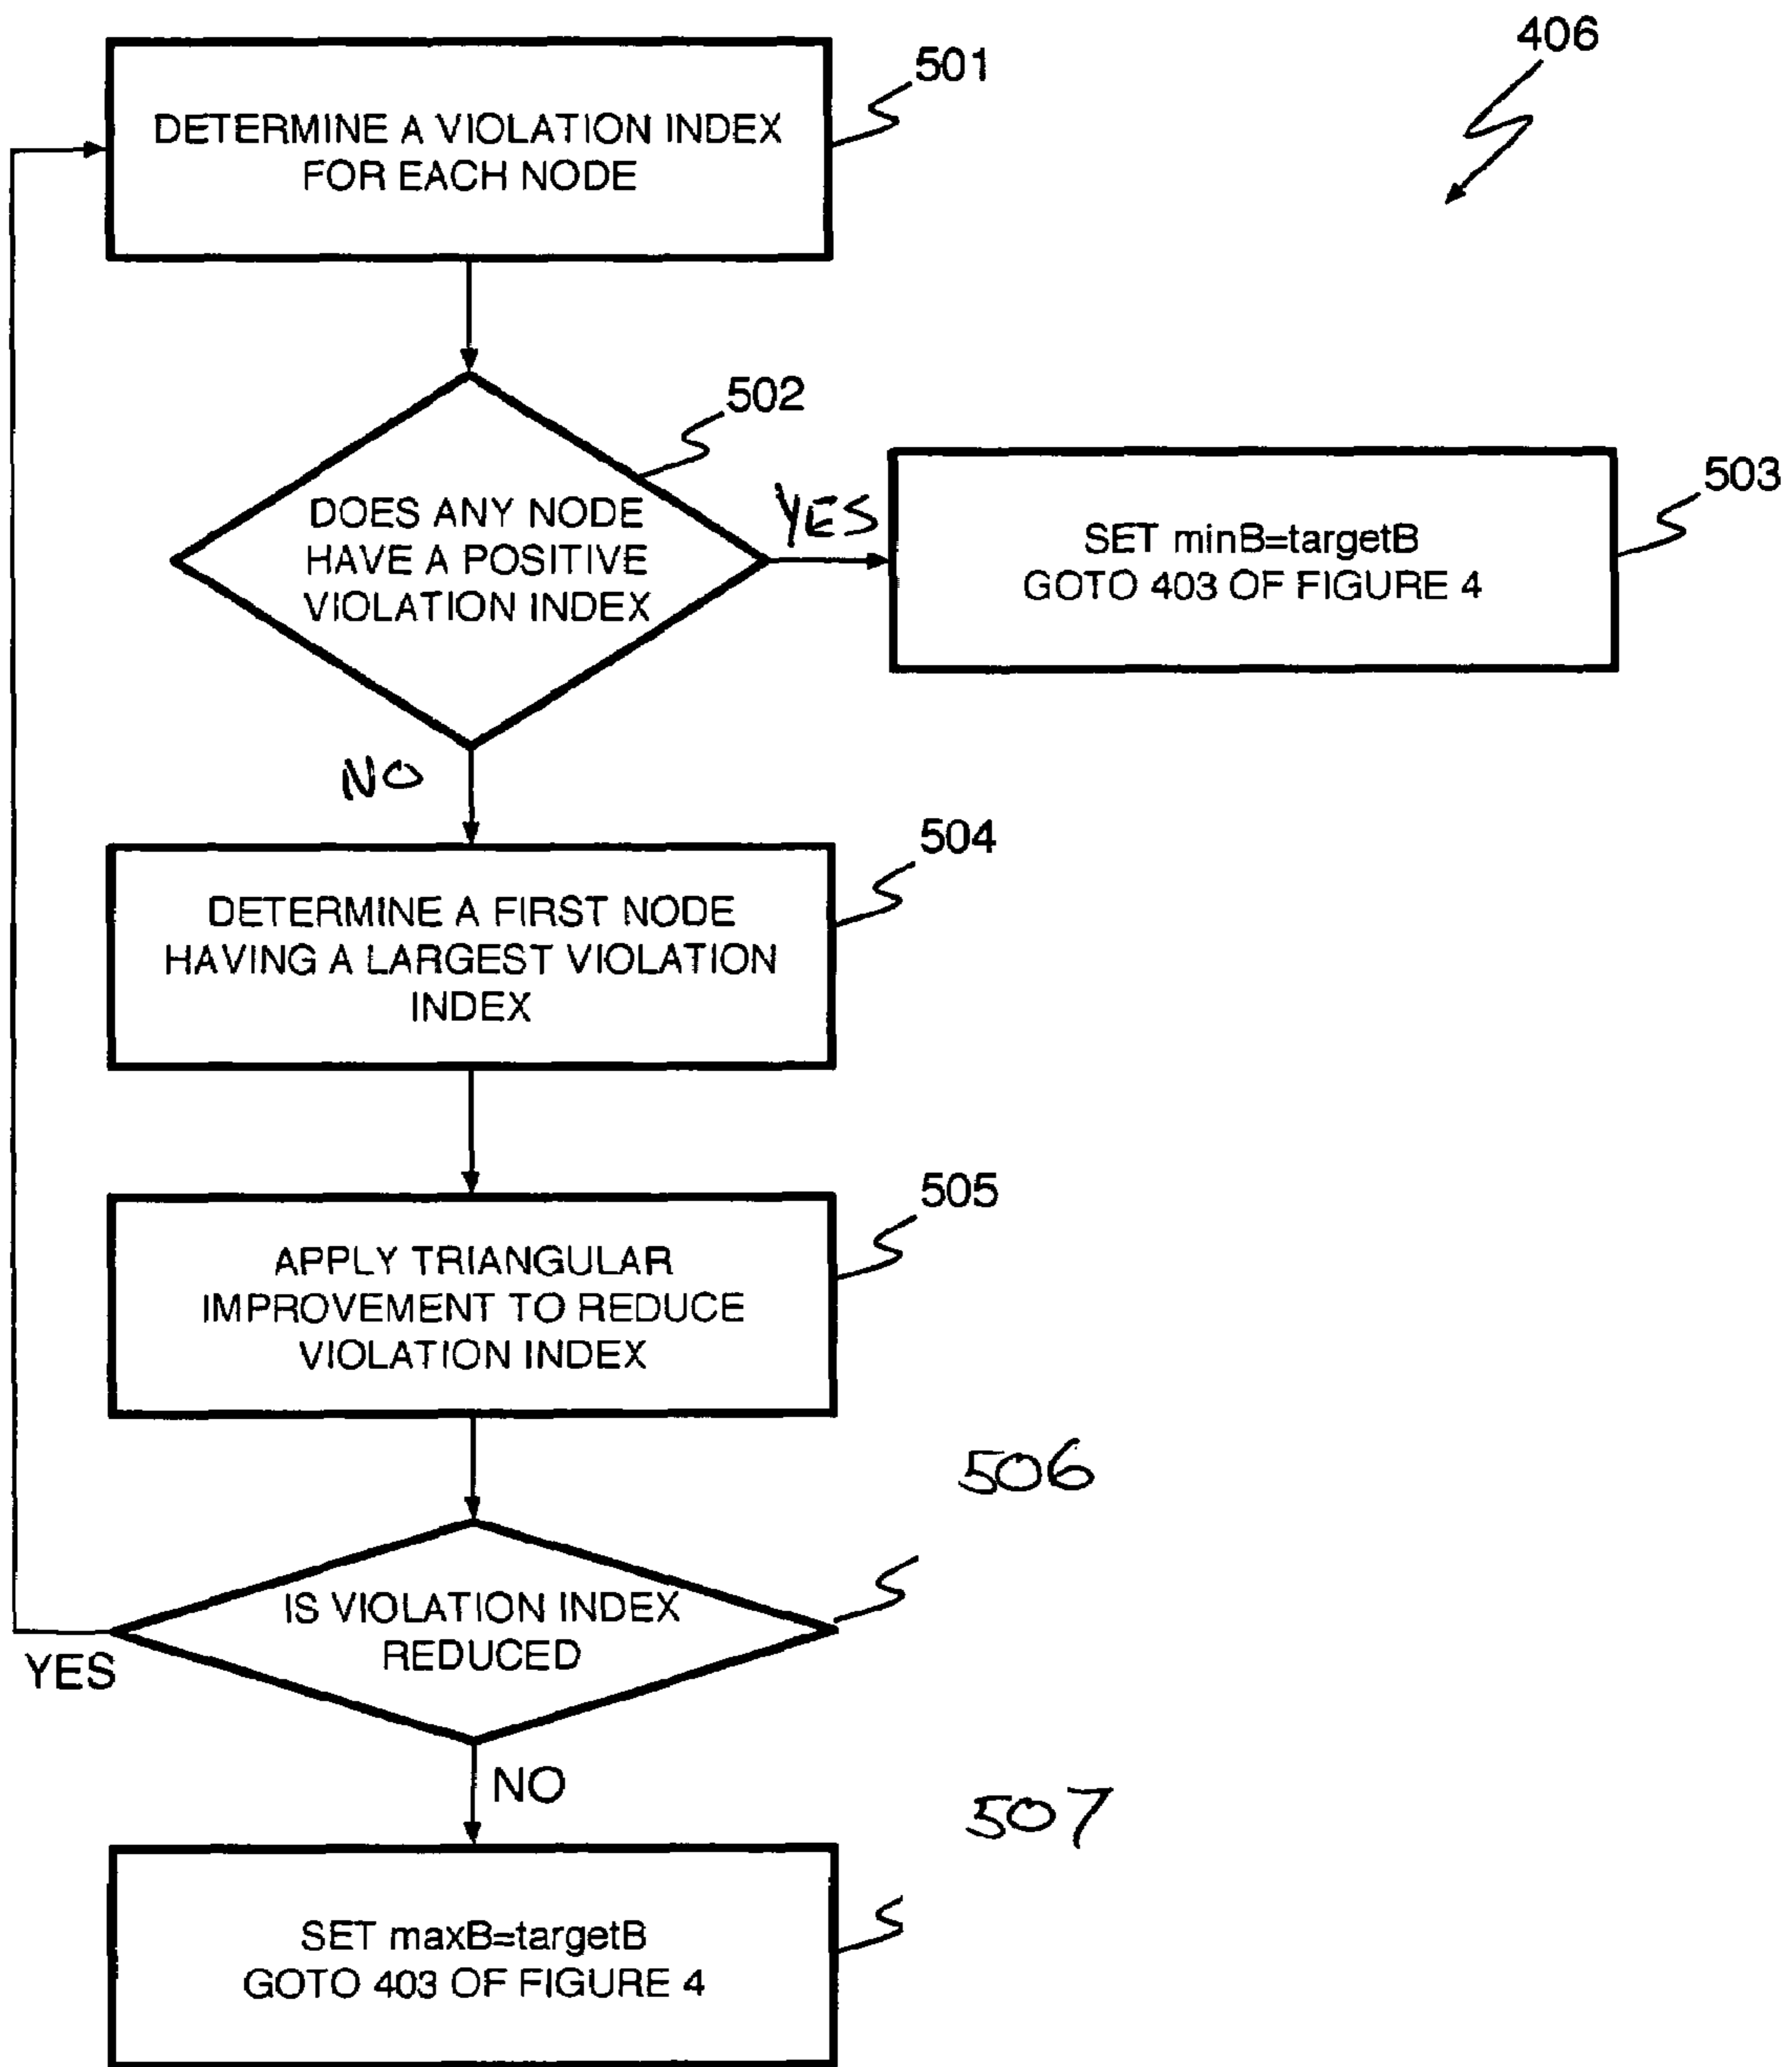 406
501
DETERMINE A VIOLATION INDEX
FOR EACH NODE
502
DOES ANY NODE
HAVE A POSITIVE
VIOLATION INDEX
YES
503
SET minB=targetB
GOTO 403 OF FIGURE 4
NO
504
DETERMINE A FIRST NODE
HAVING A LARGEST VIOLATION
INDEX
505
APPLY TRIANGULAR
IMPROVEMENT TO REDUCE
VIOLATION INDEX
506
IS VIOLATION INDEX
REDUCED
YES
NO
507
SET maxB=targetB
GOTO 403 OF FIGURE 4